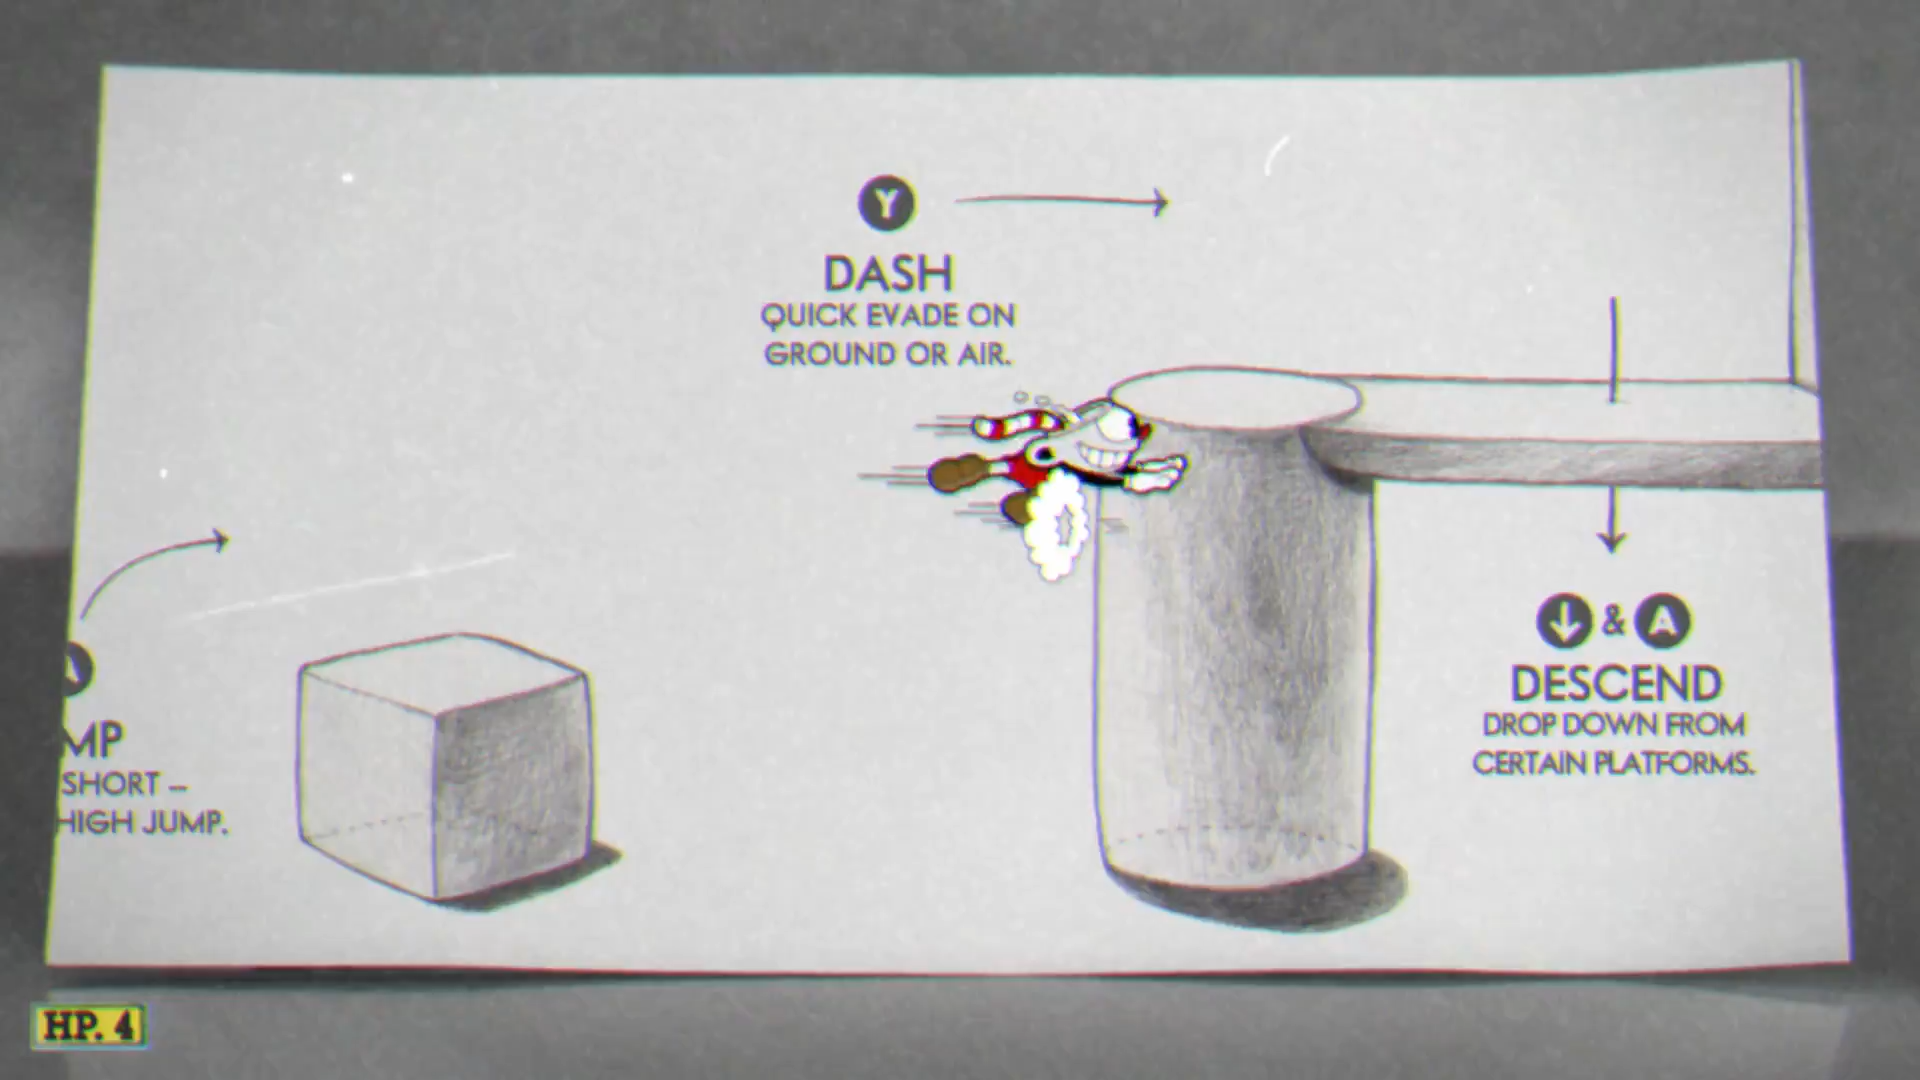 Y
DASH
QUICK EVADE ON
GROUND OR AIR.
MP
SHORT –
HIGH JUMP.
& A
DESCEND
DROP DOWN FROM
CERTAIN PLATFORMS.
HP. 4